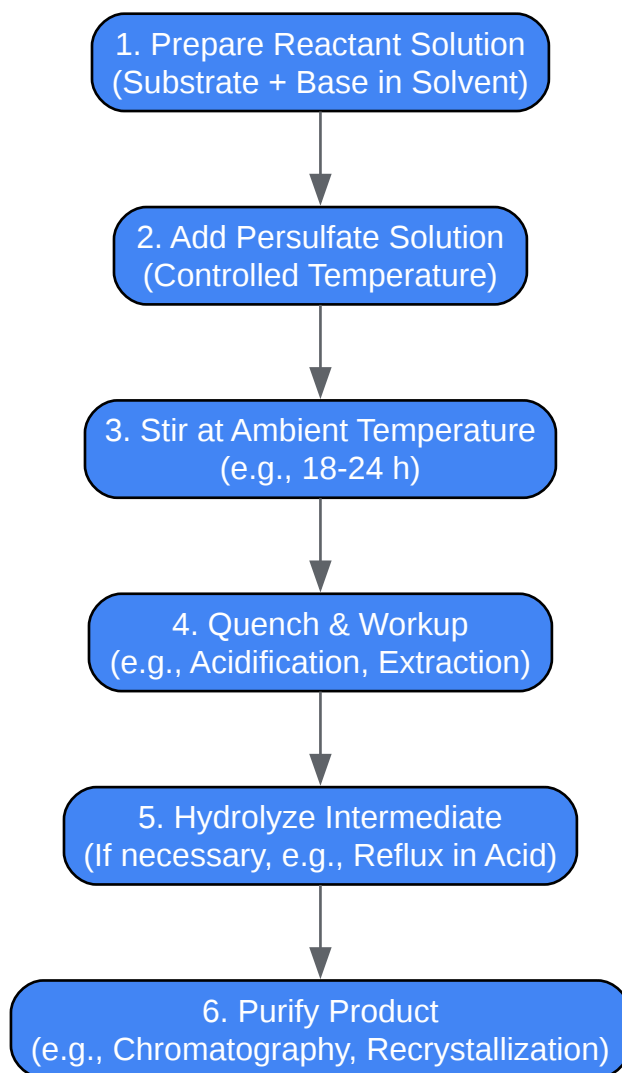 1. Prepare Reactant Solution
(Substrate + Base in Solvent)
2. Add Persulfate Solution
(Controlled Temperature)
3. Stir at Ambient Temperature
(e.g., 18-24 h)
4. Quench & Workup
(e.g., Acidification, Extraction)
5. Hydrolyze Intermediate
(If necessary, e.g., Reflux in Acid)
6. Purify Product
(e.g., Chromatography, Recrystallization)